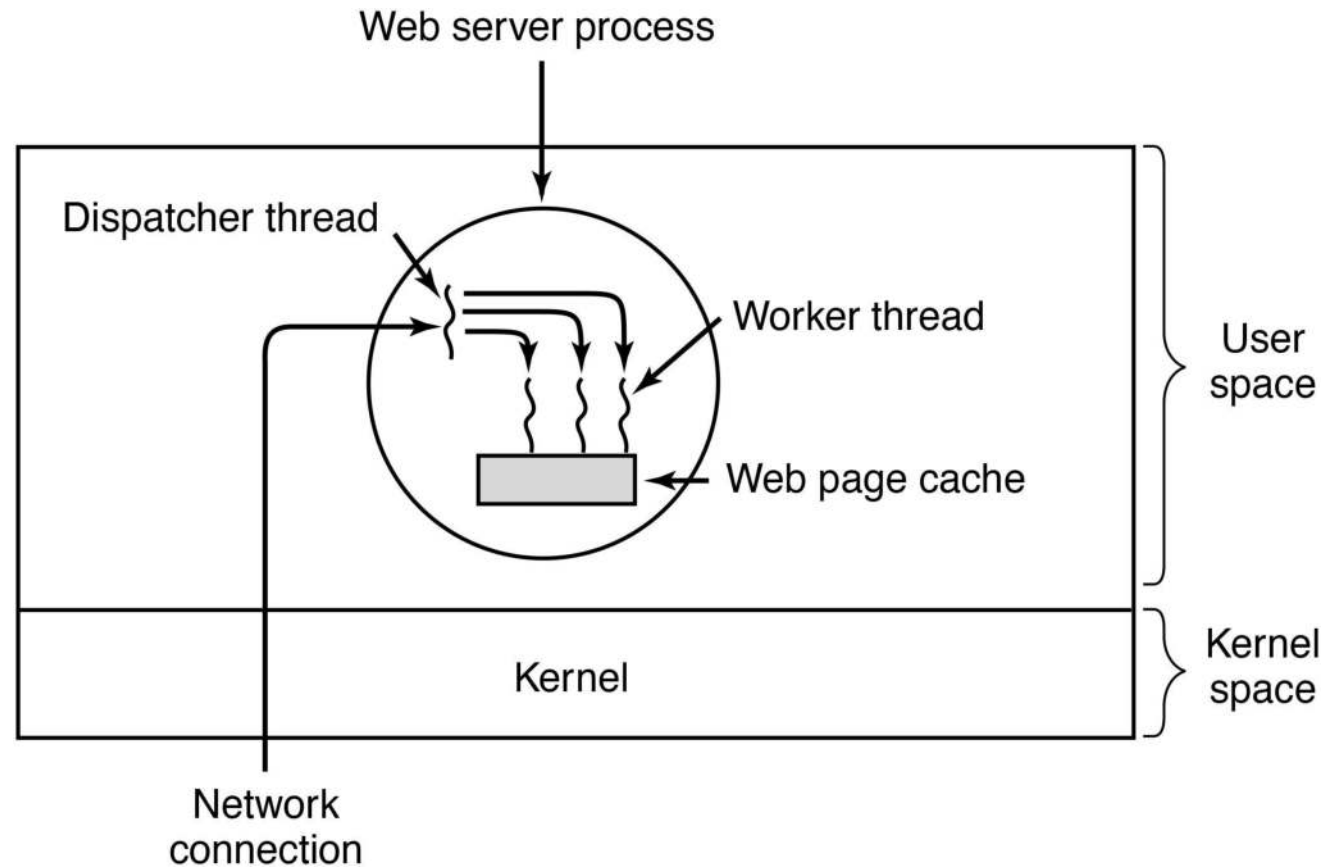 Web server process
Dispatcher thread
Worker thread
User
space
Web page cache
Kernel
Kernel
space
Network
connection